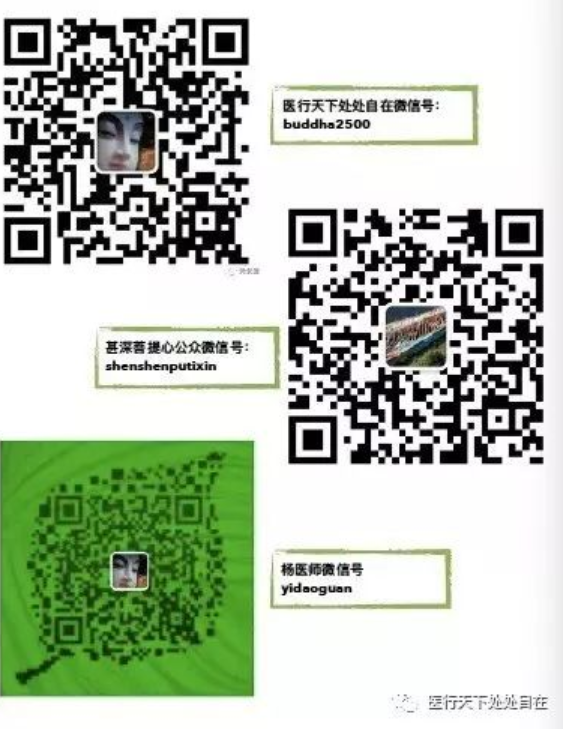 医行天下处处自在微信号：
buddha2500
甚深菩提心公众微信号：
shenshenputixin
杨医师微信号
yidaoguan
医行天下处处自在